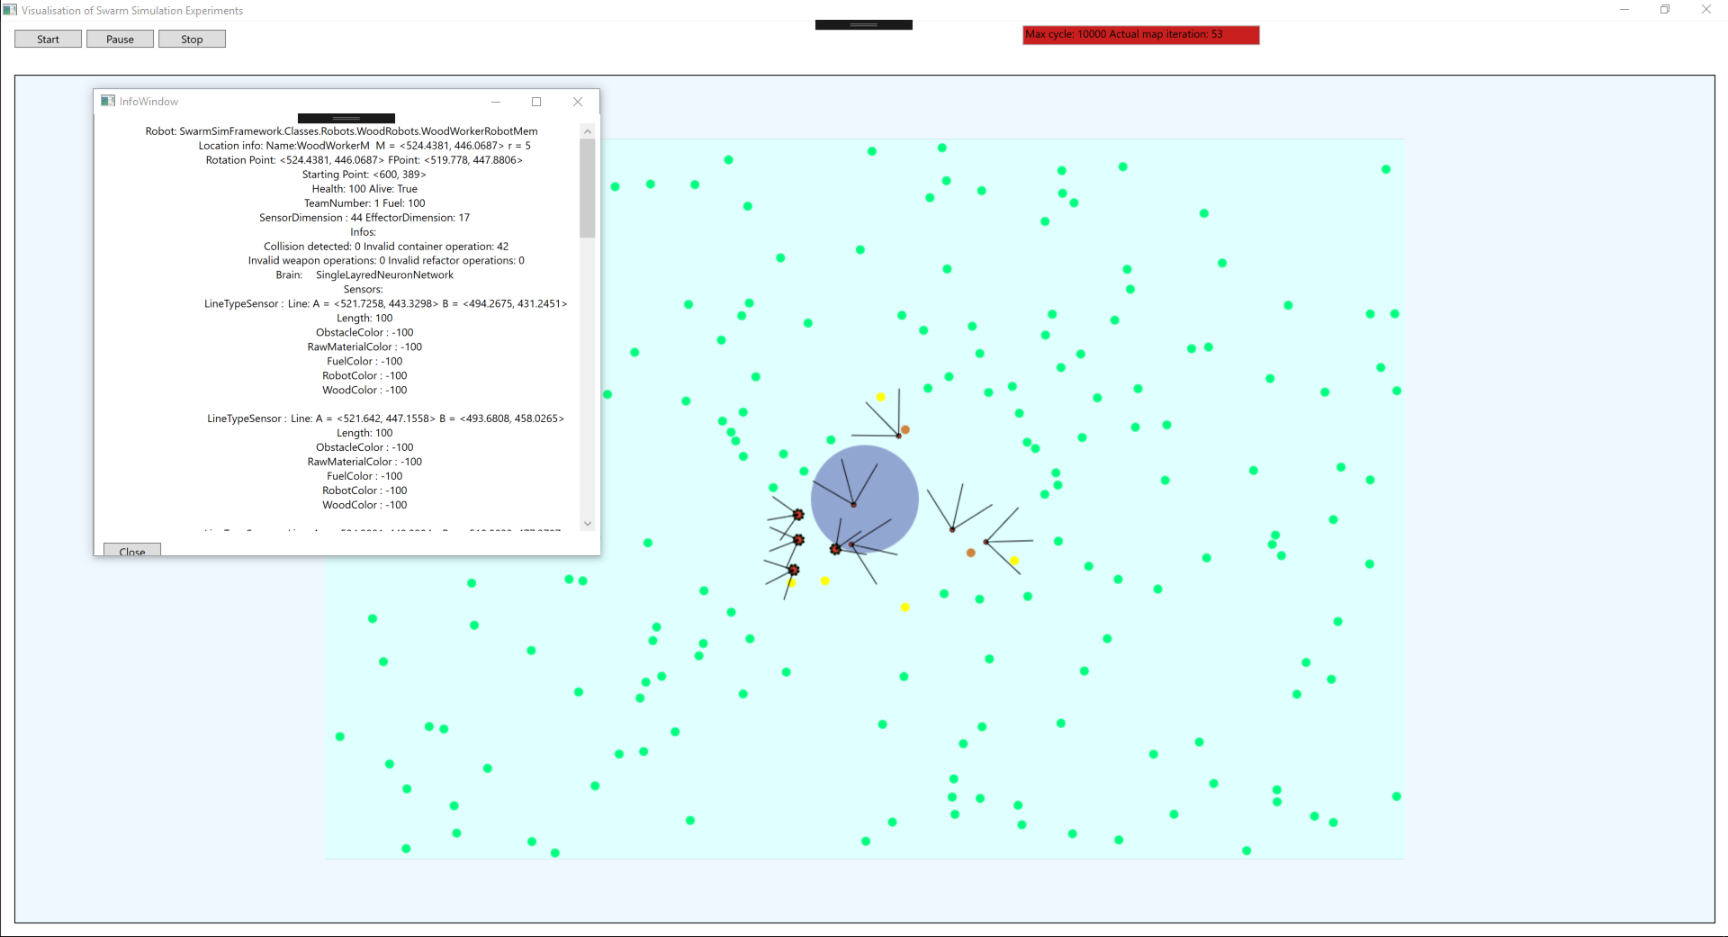 Visualisation of Swarm Simulation Experiments
Start Pause Stop
Max cycle: 10000 Actual map iteration: 53
InfoWindow
Robot: SwarmSimFramework.Classes.Robots.WoodRobots.WoodWorkerRobotMem
Location info: Name:WoodWorkerM M = <524.4381, 446.0687> r = 5
Rotation Point: <524.4381, 446.0687> FPoint: <519.778, 447.8806>
Starting Point: <600, 389>
Health: 100 Alive: True
TeamNumber: 1 Fuel: 100
SensorDimension : 44 EffectorDimension: 17
Infos:
Collision detected: 0 Invalid container operation: 42
Invalid weapon operations: 0 Invalid refactor operations: 0
Brain: SingleLayredNeuronNetwork
Sensors:
LineTypeSensor : Line: A = <521.7258, 443.3298> B = <494.2675, 431.2451>
Length: 100
ObstacleColor : -100
RawMaterialColor : -100
FuelColor : -100
RobotColor : -100
WoodColor : -100
LineTypeSensor : Line: A = <521.642, 447.1558> B = <493.6808, 458.0265>
Length: 100
ObstacleColor : -100
RawMaterialColor : -100
FuelColor : -100
RobotColor : -100
WoodColor : -100
Close